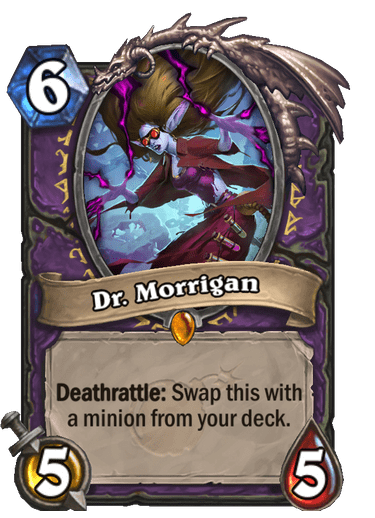 6
Dr. Morrigan
Deathrattle: Swap this with
a minion from your deck.
5
5